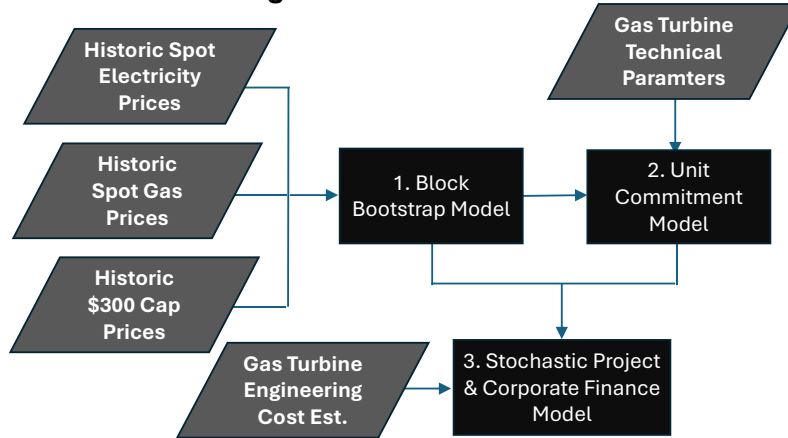 Historic Spot
Electricity
Prices
Gas Turbine
Technical
Paramters
Historic
Spot Gas
Prices
1. Block
Bootstrap Model
2. Unit
Commitment
Model
Historic
$300 Cap
Prices
Gas Turbine
Engineering
Cost Est.
3. Stochastic Project
& Corporate Finance
Model